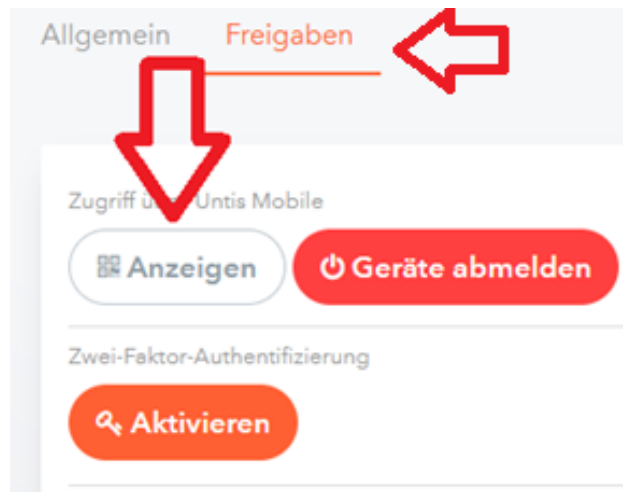 Allgemein Freigaben
Zugriff Untis Mobile
Anzeigen Geräte abmelden
Zwei-Faktor-Authentifizierung
Aktivieren